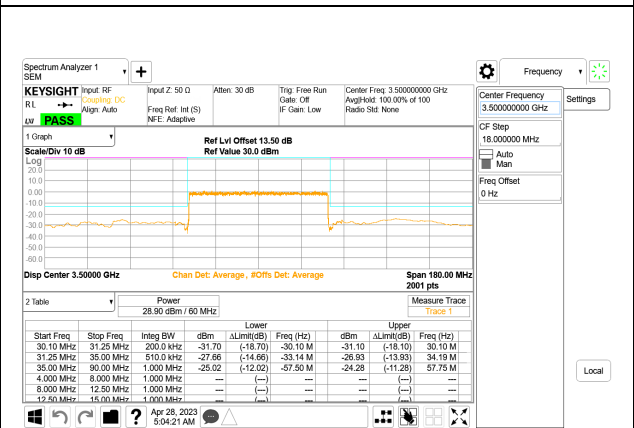 Spectrum Analyzer 1
SEM
Frequency
KEYSIGHT Input: RF Input Z: 50 Ω Atten: 30 dB Trig: Free Run Center Freq: 3.500000000 GHz
RL Coupling: DC Gate: Off Avg|Hold: 100.00% of 100
Align: Auto Freq Ref: Int (S) IF Gain: Low Radio Std: None
LXI PASS NFE: Adaptive
Center Frequency
3.500000000 GHz
Settings
CF Step
18.000000 MHz
Auto
Man
Freq Offset
0 Hz
1 Graph
Ref Lvl Offset 13.50 dB
Scale/Div 10 dB Ref Value 30.0 dBm
Log
20.0
10.0
0.00
-10.0
-20.0
-30.0
-40.0
-50.0
-60.0
Disp Center 3.50000 GHz Chan Det: Average , #Offs Det: Average Span 180.00 MHz
2001 pts
2 Table Power Measure Trace
28.90 dBm / 60 MHz Trace 1
Lower Upper
Start Freq Stop Freq Integ BW dBm ΔLimit(dB) Freq (Hz) dBm ΔLimit(dB) Freq (Hz)
30.10 MHz 31.25 MHz 200.0 kHz -31.70 (-18.70) -30.10 M -31.10 (-18.10) 30.10 M
31.25 MHz 35.00 MHz 510.0 kHz -27.66 (-14.66) -33.14 M -26.93 (-13.93) 34.19 M
35.00 MHz 90.00 MHz 1.000 MHz -25.02 (-12.02) -57.50 M -24.28 (-11.28) 57.75 M
4.000 MHz 8.000 MHz 1.000 MHz --- (---) --- --- (---) ---
8.000 MHz 12.50 MHz 1.000 MHz --- (---) --- --- (---) ---
12.50 MHz 15.00 MHz 1.000 MHz --- (---) --- --- (---) ---
Local
? Apr 28, 2023
5:04:21 AM